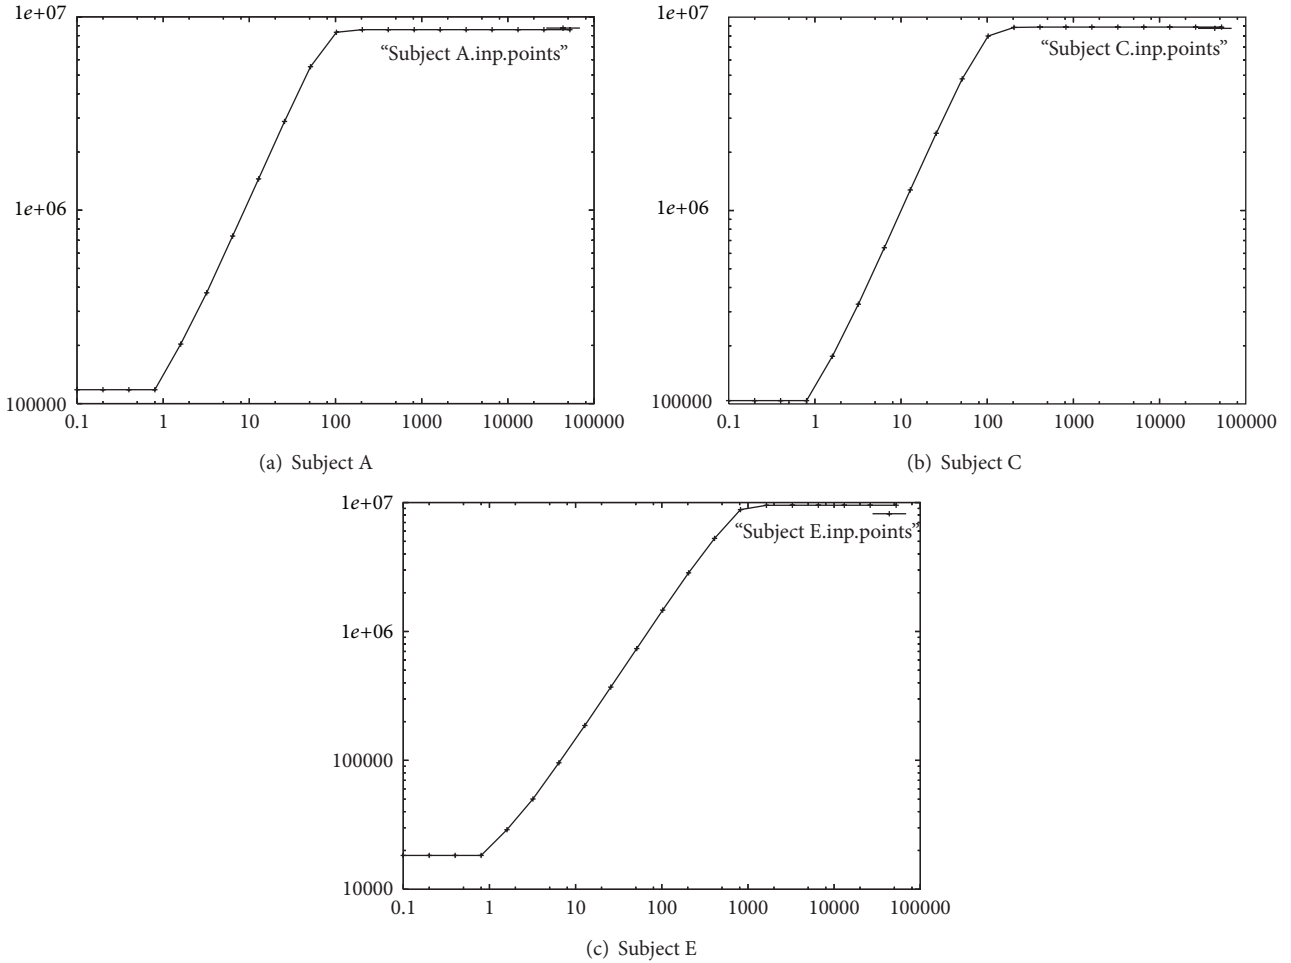 1e+07
1e+06
100000
0.1 1 10 100 1000 10000 100000
“Subject A.inp.points”
(a) Subject A
1e+07
1e+06
100000
0.1 1 10 100 1000 10000 100000
“Subject C.inp.points”
(b) Subject C
1e+07
1e+06
100000
10000
0.1 1 10 100 1000 10000 100000
“Subject E.inp.points”
(c) Subject E